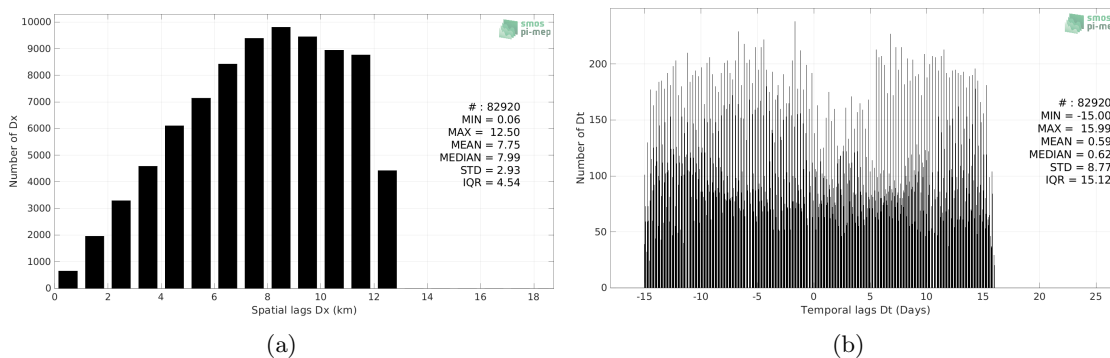 10000
9000
8000
7000
6000
5000
4000
3000
2000
1000
0
Number of Dx
0 2 4 6 8 10 12 14 16 18
Spatial lags Dx (km)
smos
pi-mep
# : 82920
MIN = 0.06
MAX = 12.50
MEAN = 7.75
MEDIAN = 7.99
STD = 2.93
IQR = 4.54
(a)
200
150
100
50
0
Number of Dt
-15 -10 -5 0 5 10 15 20 25
Temporal lags Dt (Days)
smos
pi-mep
# : 82920
MIN = -15.00
MAX = 15.99
MEAN = 0.59
MEDIAN = 0.62
STD = 8.77
IQR = 15.12
(b)